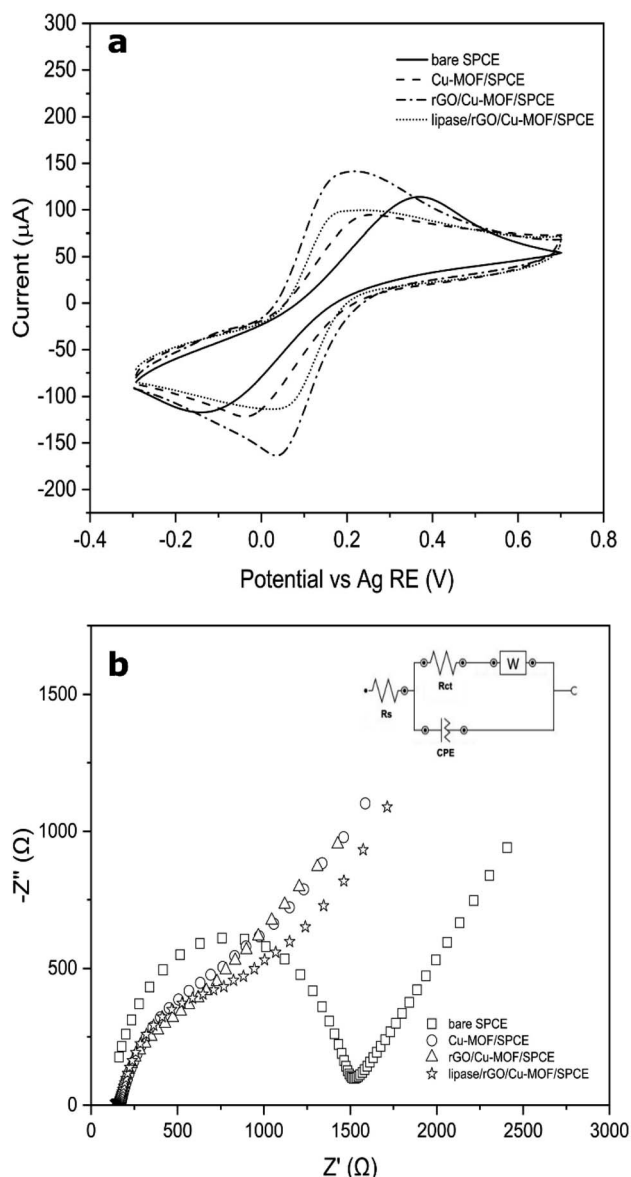 a
300
250
200
150
100
50
0
-50
-100
-150
-200
Current (µA)
bare SPCE
Cu-MOF/SPCE
rGO/Cu-MOF/SPCE
lipase/rGO/Cu-MOF/SPCE
-0.4 -0.2 0.0 0.2 0.4 0.6 0.8
Potential vs Ag RE (V)
b
1500
1000
500
0
-Z" (Ω)
Rs
Rct
W
CPE
bare SPCE
Cu-MOF/SPCE
rGO/Cu-MOF/SPCE
lipase/rGO/Cu-MOF/SPCE
0 500 1000 1500 2000 2500 3000
Z' (Ω)